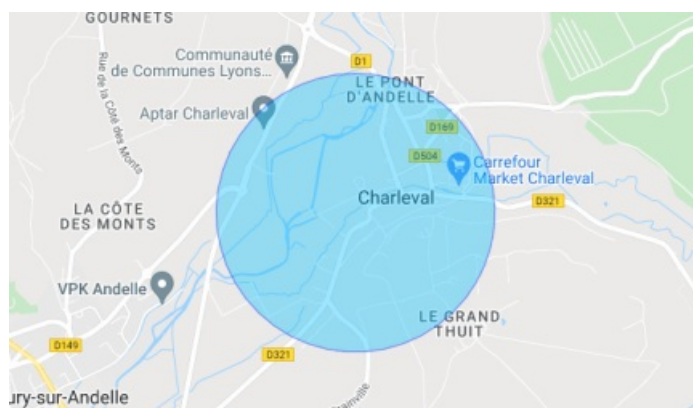 GOURNETS
Communauté
de Communes Lyons...
D1
LE PONT
D'ANDELLE
Rue de la Côté des Monts
Aptar Charleval
D169
D504
Carrefour
Market Charleval
Charleval
D321
LA CÔTE
DES MONTS
VPK Andelle
LE GRAND
THUIT
D149
D321
ury-sur-Andelle